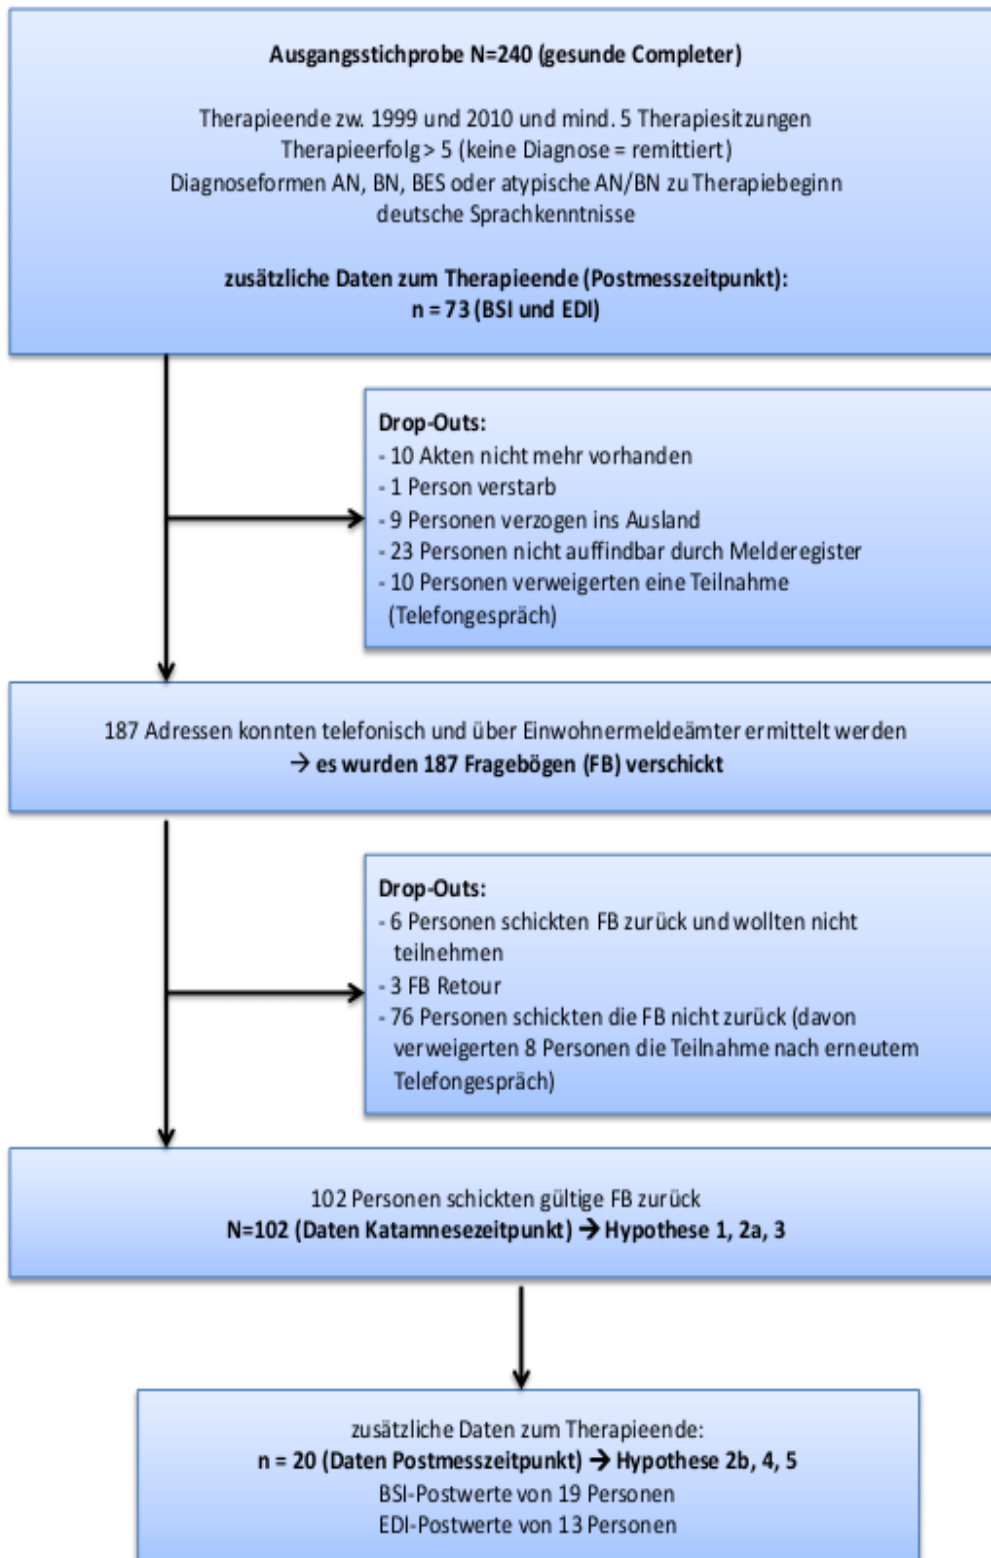 Ausgangsstichprobe N=240 (gesunde Completer)
Therapieende zw. 1999 und 2010 und mind. 5 Therapiesitzungen
Therapieerfolg > 5 (keine Diagnose = remittiert)
Diagnoseformen AN, BN, BES oder atypische AN/BN zu Therapiebeginn
deutsche Sprachkenntnisse
zusätzliche Daten zum Therapieende (Postmesszeitpunkt):
n = 73 (BSI und EDI)
Drop-Outs:
- 10 Akten nicht mehr vorhanden
- 1 Person verstarb
- 9 Personen verzogen ins Ausland
- 23 Personen nicht auffindbar durch Melderegister
- 10 Personen verweigerten eine Teilnahme
(Telefongespräch)
187 Adressen konnten telefonisch und über Einwohnermeldeämter ermittelt werden
→ es wurden 187 Fragebögen (FB) verschickt
Drop-Outs:
- 6 Personen schickten FB zurück und wollten nicht
teilnehmen
- 3 FB Retour
- 76 Personen schickten die FB nicht zurück (davon
verweigerten 8 Personen die Teilnahme nach erneutem
Telefongespräch)
102 Personen schickten gültige FB zurück
N=102 (Daten Katamnesezeitpunkt) → Hypothese 1, 2a, 3
zusätzliche Daten zum Therapieende:
n = 20 (Daten Postmesszeitpunkt) → Hypothese 2b, 4, 5
BSI-Postwerte von 19 Personen
EDI-Postwerte von 13 Personen